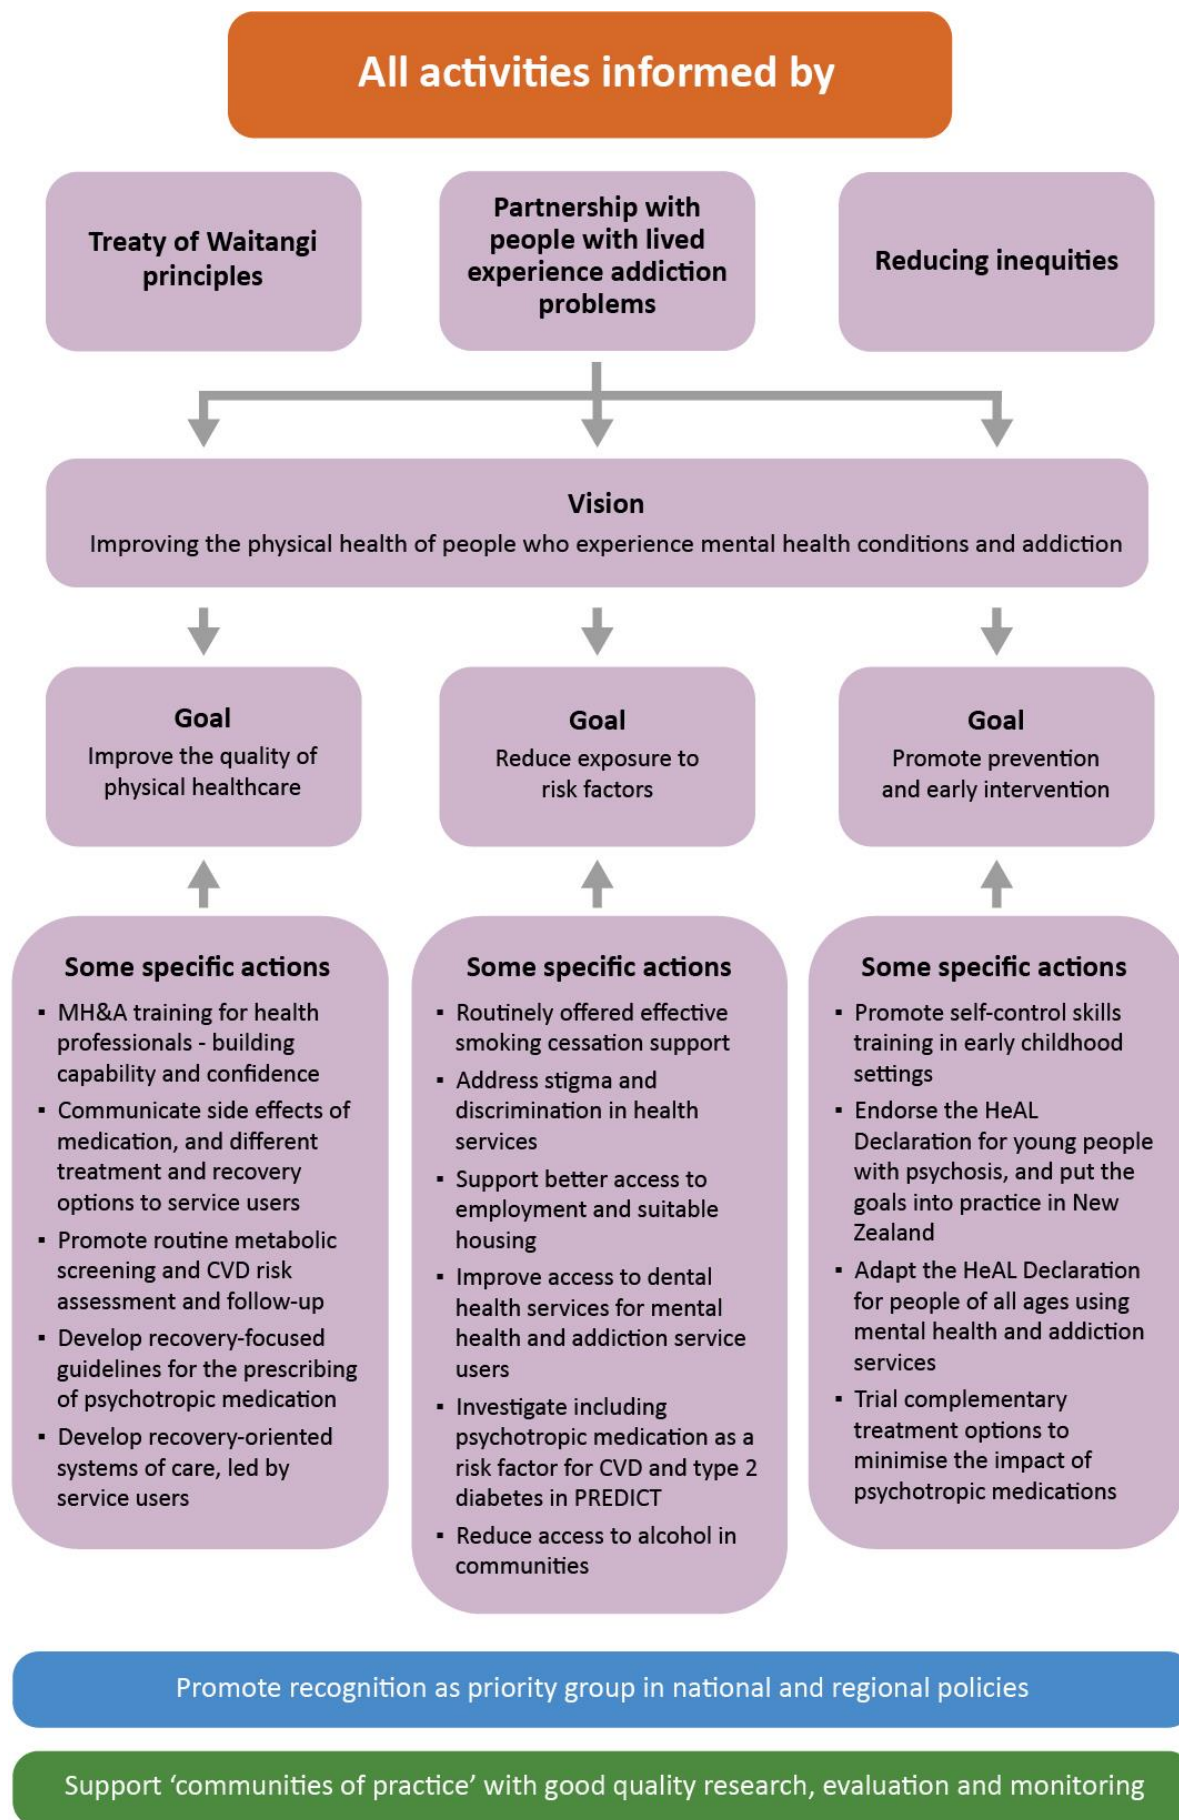 All activities informed by
Treaty of Waitangi
principles
Partnership with
people with lived
experience addiction
problems
Reducing inequities
Vision
Improving the physical health of people who experience mental health conditions and addiction
Goal
Improve the quality of
physical healthcare
Goal
Reduce exposure to
risk factors
Goal
Promote prevention
and early intervention
Some specific actions
▪ MH&A training for health
professionals - building
capability and confidence
▪ Communicate side effects of
medication, and different
treatment and recovery
options to service users
▪ Promote routine metabolic
screening and CVD risk
assessment and follow-up
▪ Develop recovery-focused
guidelines for the prescribing
of psychotropic medication
▪ Develop recovery-oriented
systems of care, led by
service users
Some specific actions
▪ Routinely offered effective
smoking cessation support
▪ Address stigma and
discrimination in health
services
▪ Support better access to
employment and suitable
housing
▪ Improve access to dental
health services for mental
health and addiction service
users
▪ Investigate including
psychotropic medication as a
risk factor for CVD and type 2
diabetes in PREDICT
▪ Reduce access to alcohol in
communities
Some specific actions
▪ Promote self-control skills
training in early childhood
settings
▪ Endorse the HeAL
Declaration for young people
with psychosis, and put the
goals into practice in New
Zealand
▪ Adapt the HeAL Declaration
for people of all ages using
mental health and addiction
services
▪ Trial complementary
treatment options to
minimise the impact of
psychotropic medications
Promote recognition as priority group in national and regional policies
Support ‘communities of practice’ with good quality research, evaluation and monitoring